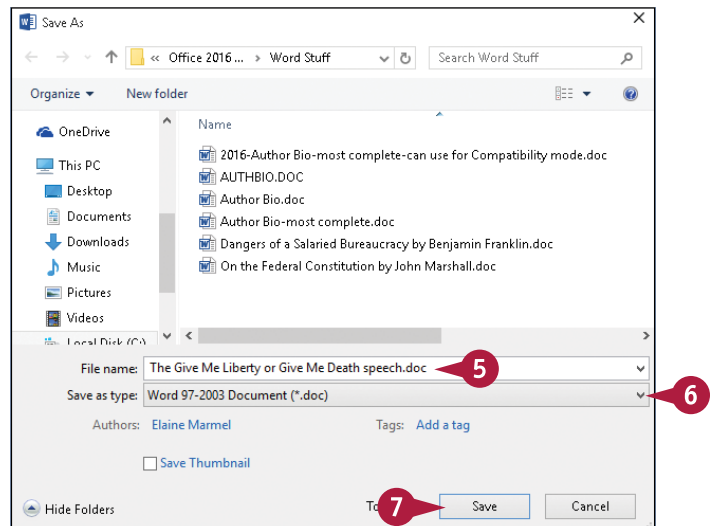 Save As
« Office 2016 ... > Word Stuff Search Word Stuff
Organize New folder
Name
OneDrive
This PC
Desktop
Documents
Downloads
Music
Pictures
Videos
Local Disk (C:)
2016-Author Bio-most complete-can use for Compatibility mode.doc
AUTHBIO.DOC
Author Bio.doc
Author Bio-most complete.doc
Dangers of a Salaried Bureaucracy by Benjamin Franklin.doc
On the Federal Constitution by John Marshall.doc
File name: The Give Me Liberty or Give Me Death speech.doc 5
Save as type: Word 97-2003 Document (*.doc) 6
Authors: Elaine Marmel Tags: Add a tag
Save Thumbnail
Hide Folders 7 Save Cancel